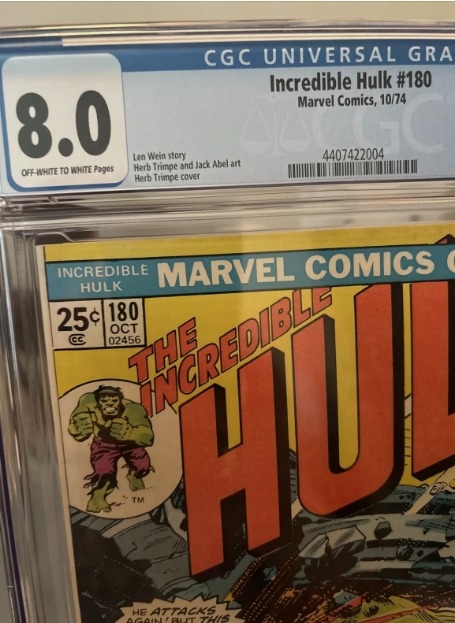 CGC UNIVERSAL GRA
8.0
OFF-WHITE TO WHITE Pages
Incredible Hulk #180
Marvel Comics, 10/74
Len Wein story
Herb Trimpe and Jack Abel art
Herb Trimpe cover
4407422004
CGC
INCREDIBLE
HULK
MARVEL COMICS
25¢
CC
180
OCT
02456
THE
INCREDIBLE
HUL
TM
HE ATTACKS
AGAIN! BUT THIS